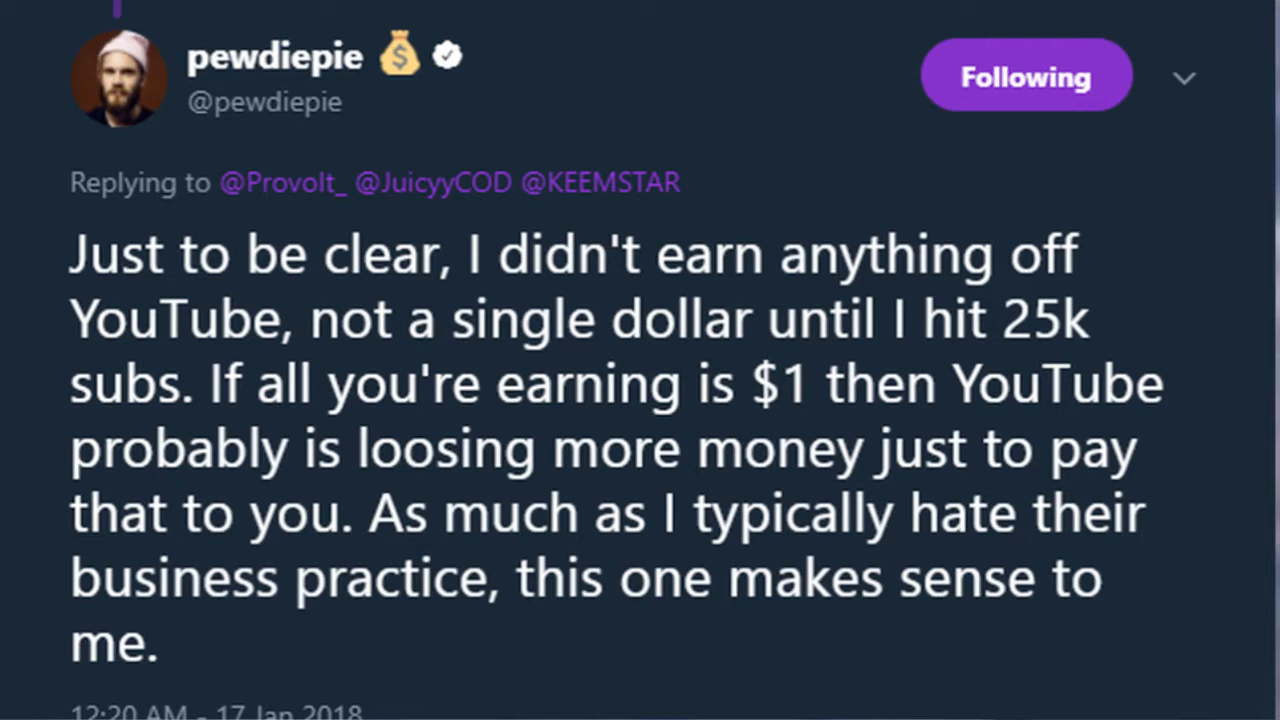 pewdiepie
@pewdiepie
Following
Replying to @Provolt_ @JuicyyCOD @KEEMSTAR
Just to be clear, I didn't earn anything off
YouTube, not a single dollar until I hit 25k
subs. If all you're earning is $1 then YouTube
probably is loosing more money just to pay
that to you. As much as I typically hate their
business practice, this one makes sense to
me.
12:20 AM - 17 Jan 2018